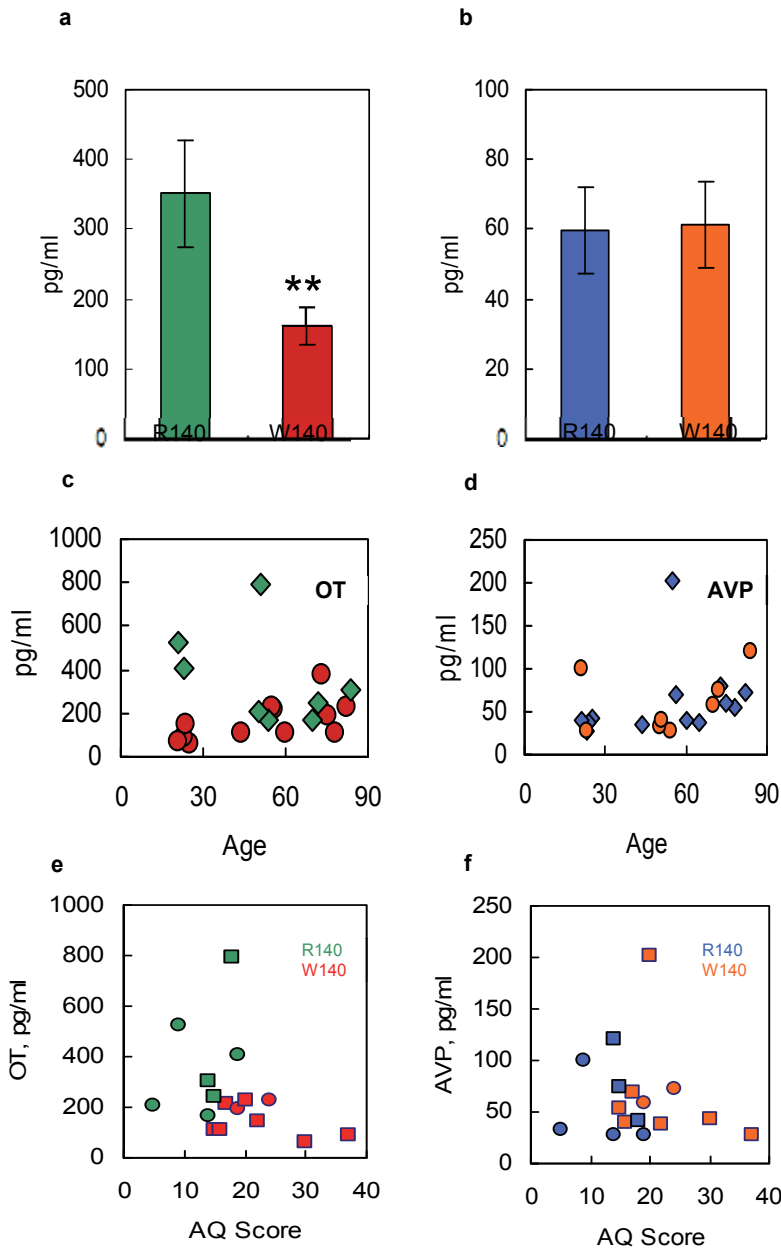 a
b
500
400
300
200
100
0
pg/ml
**
R140
W140
100
80
60
40
20
0
pg/ml
R140
W140
c
d
1000
800
600
400
200
0
pg/ml
OT
0
30
60
90
Age
250
200
150
100
50
0
pg/ml
AVP
0
30
60
90
Age
e
f
1000
800
600
400
200
0
OT, pg/ml
R140
W140
0
10
20
30
40
AQ Score
250
200
150
100
50
0
AVP, pg/ml
R140
W140
0
10
20
30
40
AQ Score